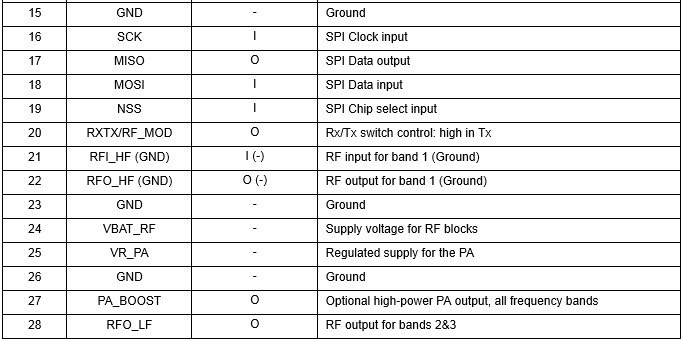 15 GND - Ground
16 SCK I SPI Clock input
17 MISO O SPI Data output
18 MOSI I SPI Data input
19 NSS I SPI Chip select input
20 RXTX/RF_MOD O Rx/Tx switch control: high in Tx
21 RFI_HF (GND) I (-) RF input for band 1 (Ground)
22 RFO_HF (GND) O (-) RF output for band 1 (Ground)
23 GND - Ground
24 VBAT_RF - Supply voltage for RF blocks
25 VR_PA - Regulated supply for the PA
26 GND - Ground
27 PA_BOOST O Optional high-power PA output, all frequency bands
28 RFO_LF O RF output for bands 2&3